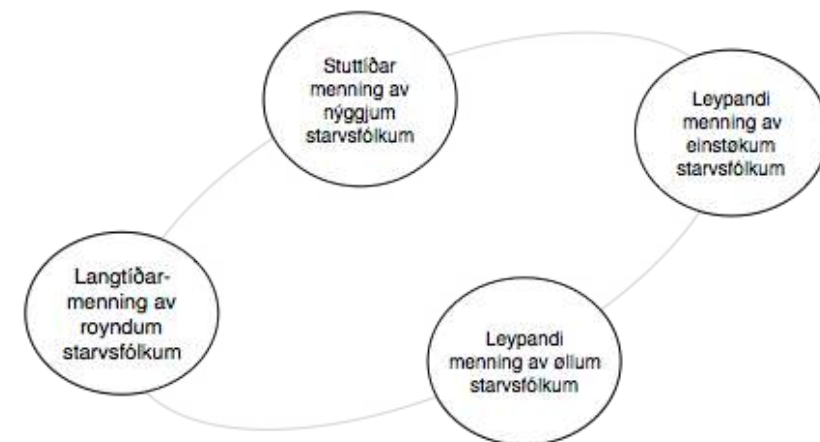 Stuttíðar
menning av
nýggjum
starvsfólkum
Leypandi
menning av
einstøkum
starvsfólkum
Langtíðar-
menning av
royndum
starvsfólkum
Leypandi
menning av øllum
starvsfólkum